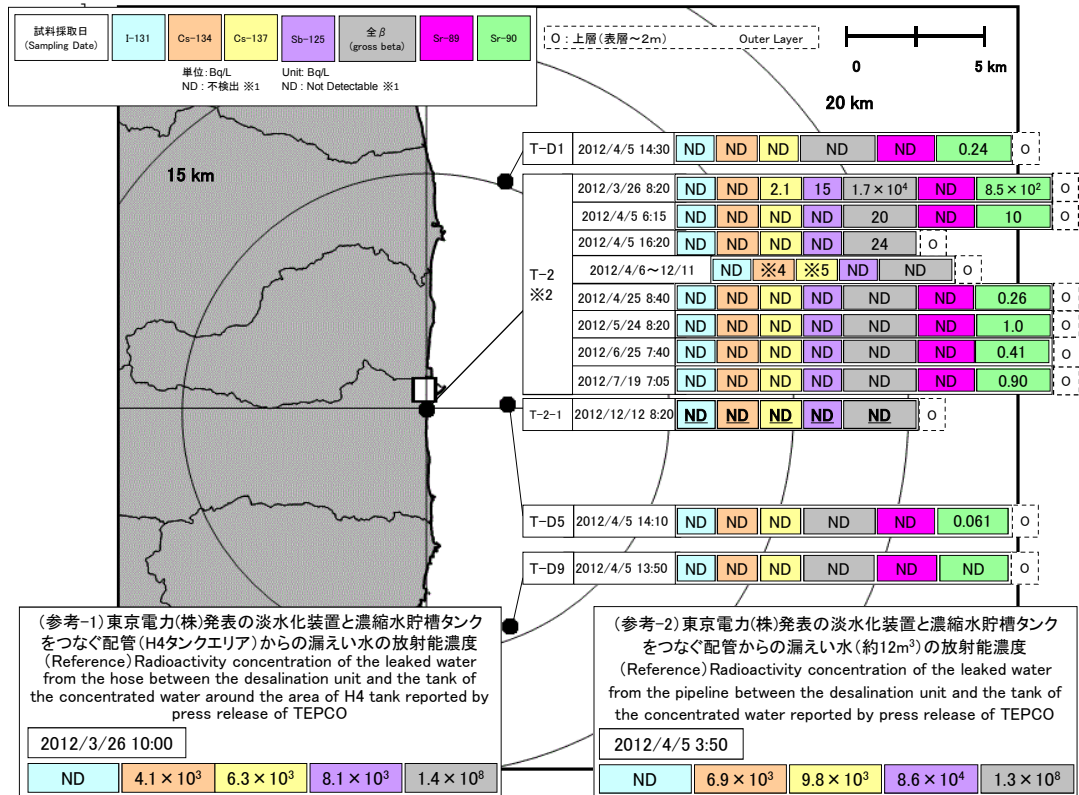 試料採取日
(Sampling Date)
I-131
Cs-134
Cs-137
Sb-125
全β
(gross beta)
Sr-89
Sr-90
単位:Bq/L Unit: Bq/L
ND : 不検出 ※1 ND : Not Detectable ※1
O : 上層(表層~2m) Outer Layer
0 5 km
20 km
15 km
T-D1 2012/4/5 14:30 ND ND ND ND ND 0.24 O
T-2
※2
2012/3/26 8:20 ND ND 2.1 15 1.7×10⁴ ND 8.5×10² O
2012/4/5 6:15 ND ND ND ND 20 ND 10 O
2012/4/5 16:20 ND ND ND ND 24 O
2012/4/6~12/11 ND ※4 ※5 ND ND O
2012/4/25 8:40 ND ND ND ND ND ND 0.26 O
2012/5/24 8:20 ND ND ND ND ND ND 1.0 O
2012/6/25 7:40 ND ND ND ND ND ND 0.41 O
2012/7/19 7:05 ND ND ND ND ND ND 0.90 O
T-2-1 2012/12/12 8:20 ND ND ND ND ND O
T-D5 2012/4/5 14:10 ND ND ND ND ND 0.061 O
T-D9 2012/4/5 13:50 ND ND ND ND ND ND O
(参考-1)東京電力(株)発表の淡水化装置と濃縮水貯槽タンク
をつなぐ配管(H4タンクエリア)からの漏えい水の放射能濃度
(Reference)Radioactivity concentration of the leaked water
from the hose between the desalination unit and the tank of
the concentrated water around the area of H4 tank reported by
press release of TEPCO
2012/3/26 10:00
ND 4.1×10³ 6.3×10³ 8.1×10³ 1.4×10⁸
(参考-2)東京電力(株)発表の淡水化装置と濃縮水貯槽タンク
をつなぐ配管からの漏えい水(約12m³)の放射能濃度
(Reference)Radioactivity concentration of the leaked water
from the pipeline between the desalination unit and the tank of
the concentrated water reported by press release of TEPCO
2012/4/5 3:50
ND 6.9×10³ 9.8×10³ 8.6×10⁴ 1.3×10⁸